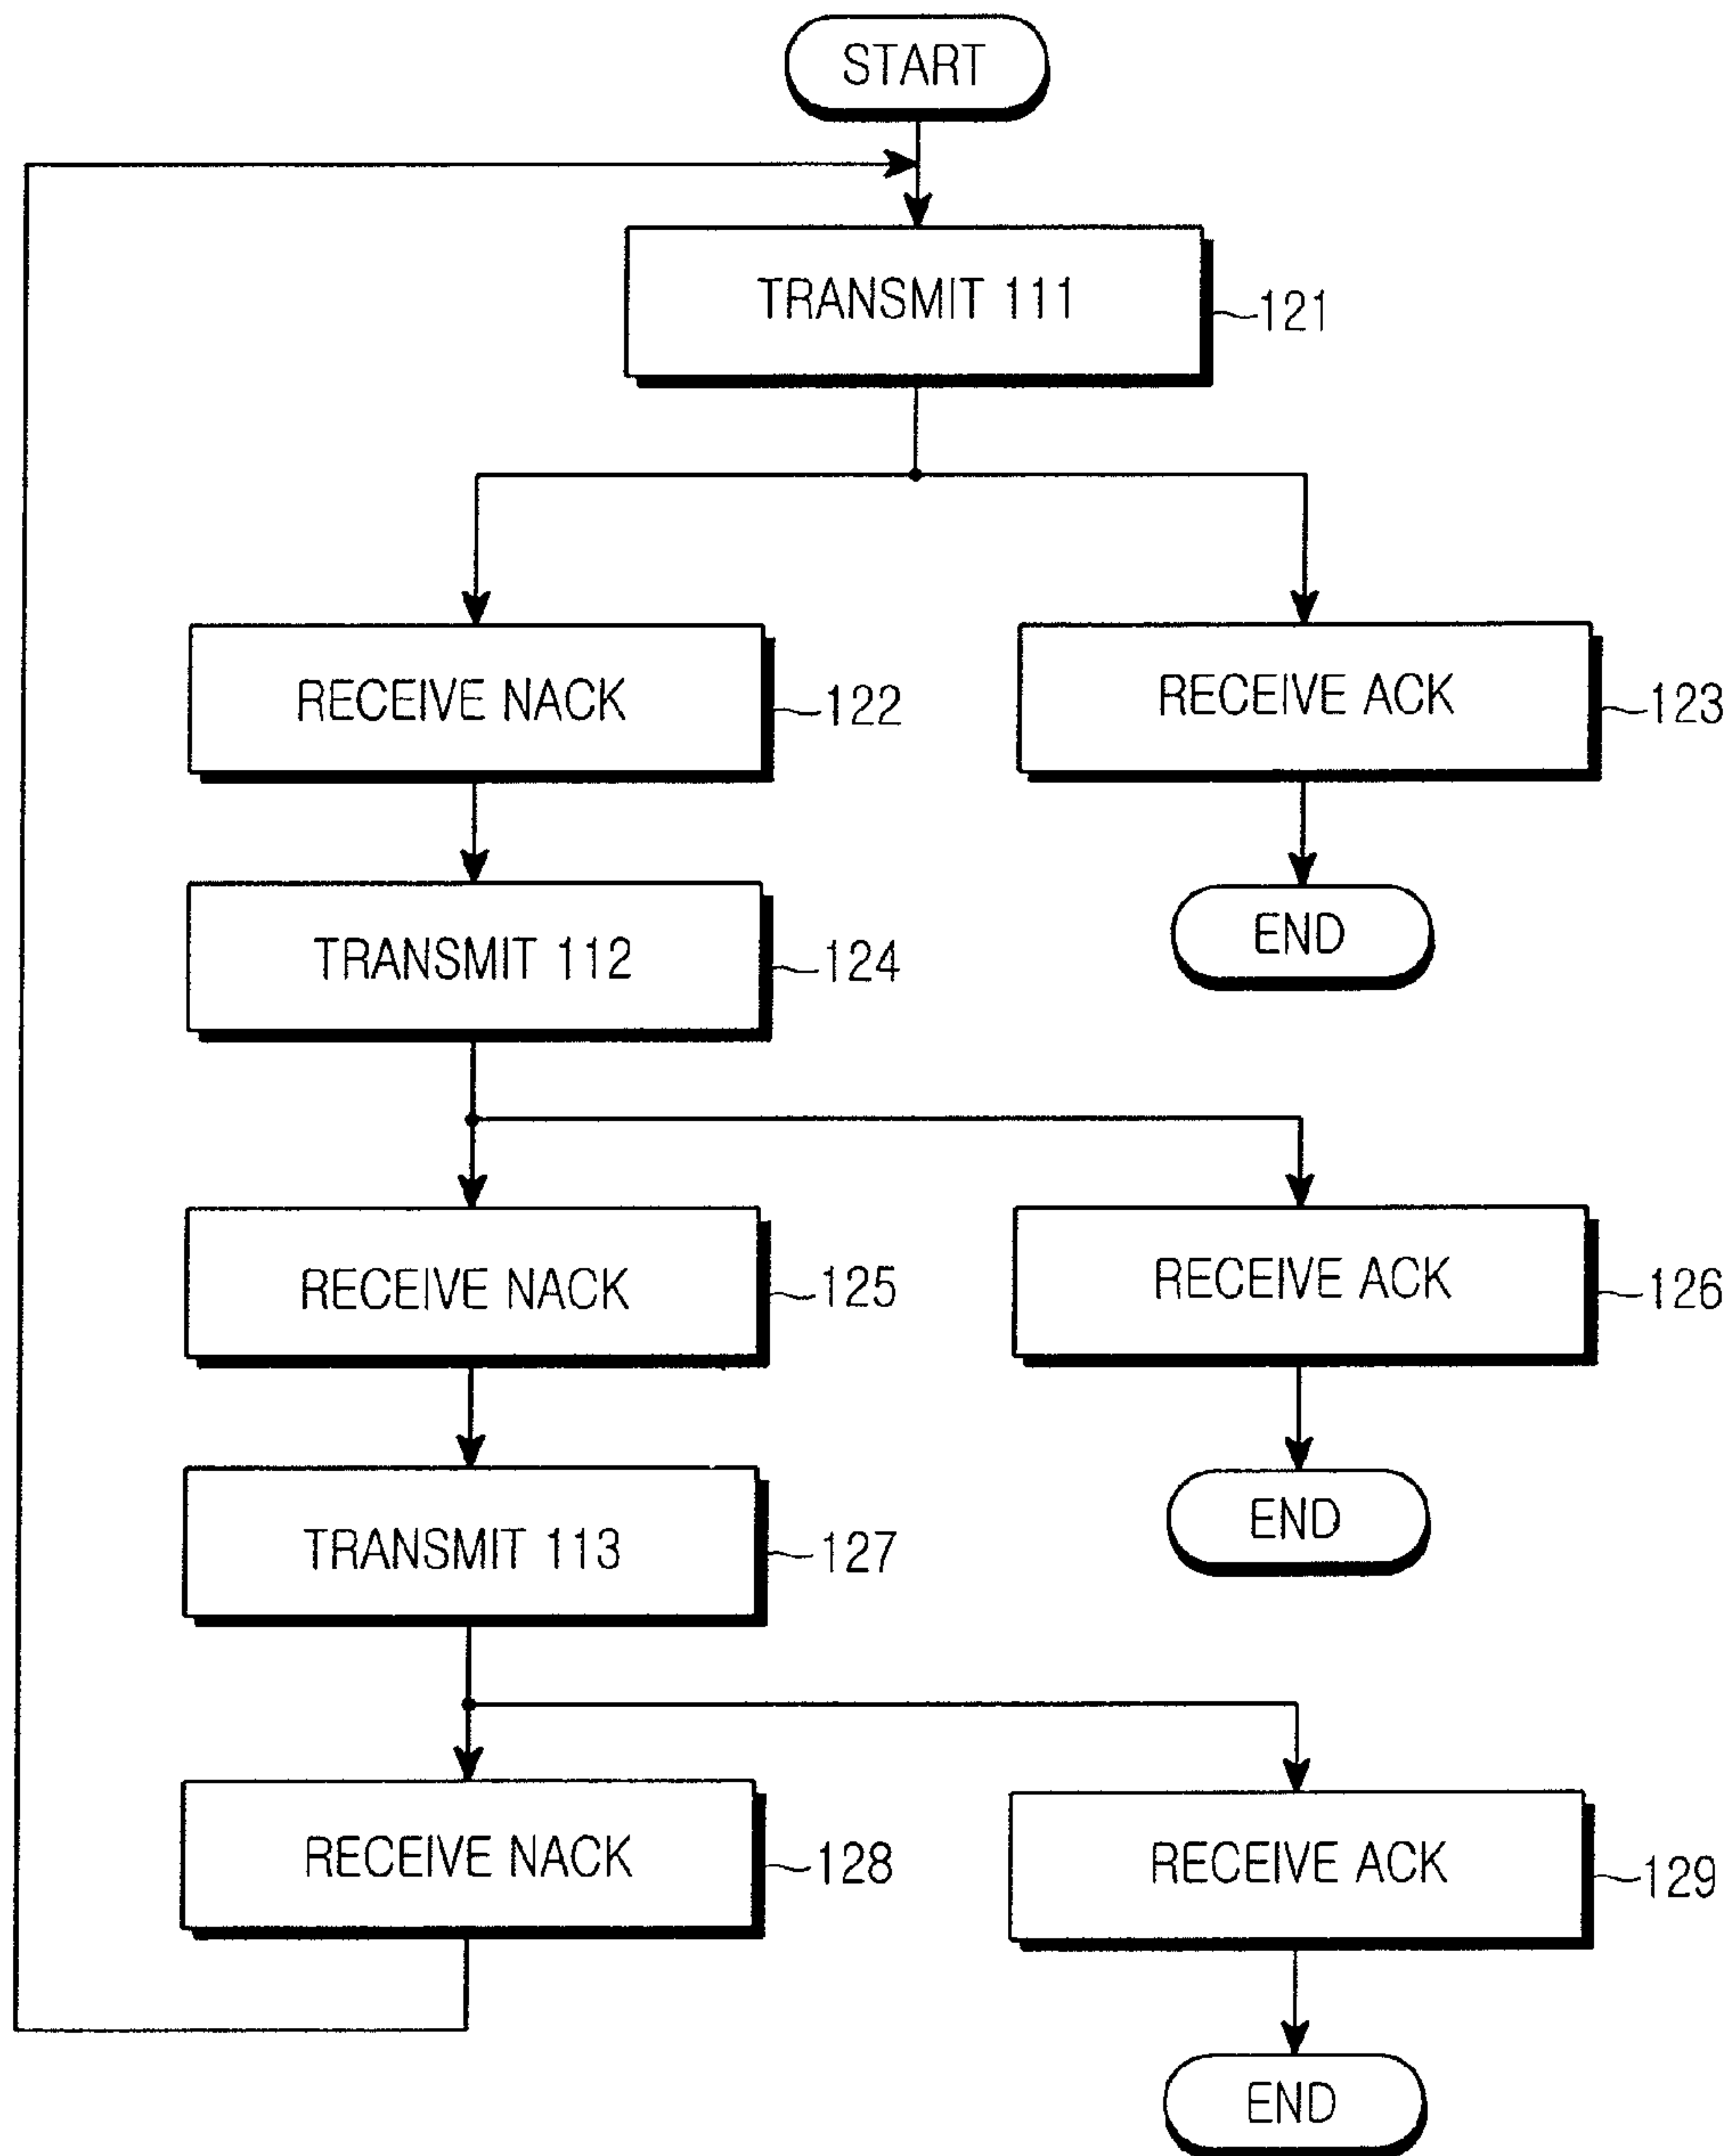 START
TRANSMIT 111
121
RECEIVE NACK
122
RECEIVE ACK
123
TRANSMIT 112
124
END
RECEIVE NACK
125
RECEIVE ACK
126
TRANSMIT 113
127
END
RECEIVE NACK
128
RECEIVE ACK
129
END